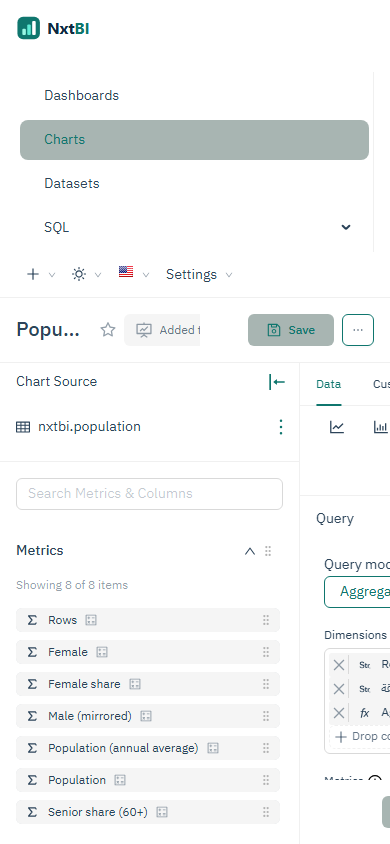 NxtBI
Dashboards
Charts
Datasets
SQL
Settings
Popu...
Added t
Save
Chart Source
Data
Cus
nxtbi.population
Query
Search Metrics & Columns
Metrics
Query mod
Showing 8 of 8 items
Aggrega
Rows
Female
Dimensions
Female share
Male (mirrored)
fx
Drop co
Population (annual average)
Population
Senior share (60+)